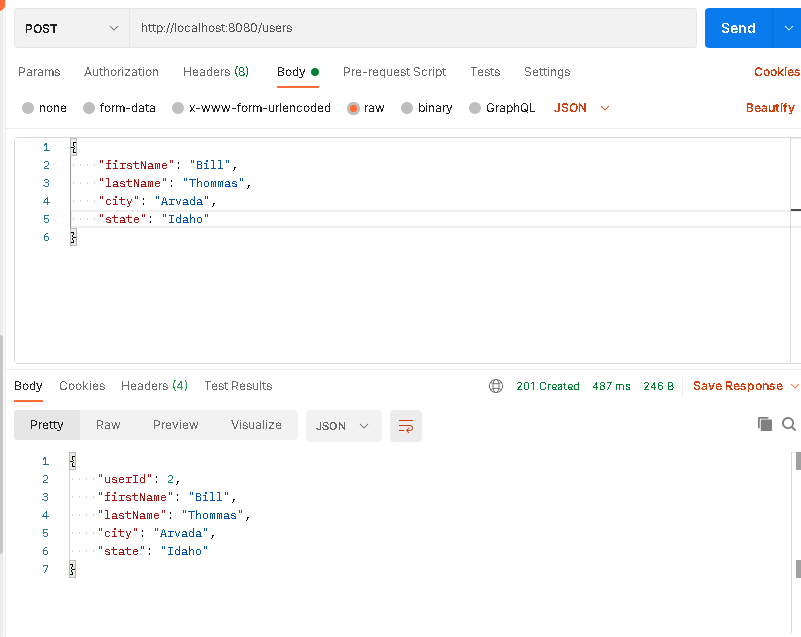 POST http://localhost:8080/users Send
Params Authorization Headers (8) Body Pre-request Script Tests Settings Cookies
none form-data x-www-form-urlencoded raw binary GraphQL JSON Beautify
1 {
2 "firstName": "Bill",
3 "lastName": "Thommas",
4 "city": "Arvada",
5 "state": "Idaho"
6 }
Body Cookies Headers (4) Test Results 201 Created 487 ms 246 B Save Response
Pretty Raw Preview Visualize JSON
1 {
2 "userId": 2,
3 "firstName": "Bill",
4 "lastName": "Thommas",
5 "city": "Arvada",
6 "state": "Idaho"
7 }